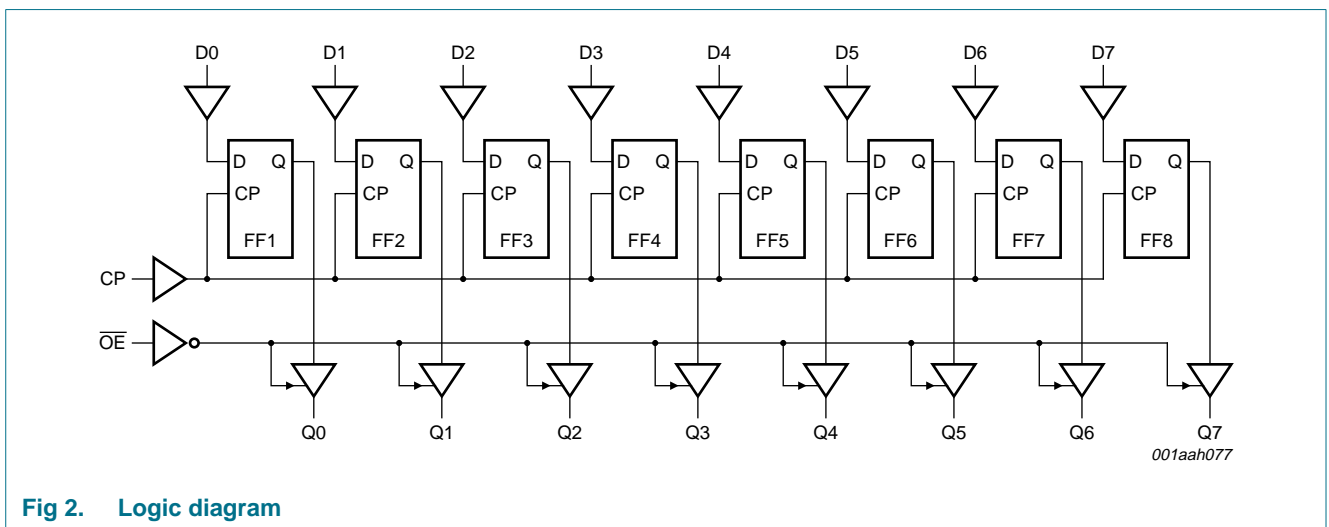 D0 D1 D2 D3 D4 D5 D6 D7
D Q D Q D Q D Q D Q D Q D Q D Q
CP CP CP CP CP CP CP CP
FF1 FF2 FF3 FF4 FF5 FF6 FF7 FF8
CP
O̅E̅
Q0 Q1 Q2 Q3 Q4 Q5 Q6 Q7
001aah077
Fig 2. Logic diagram